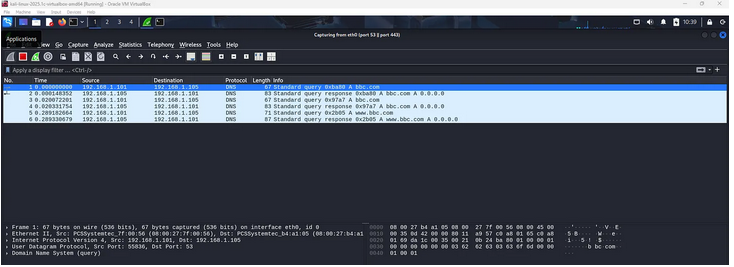 kali-linux-2025.1c-virtualbox-amd64 [Running] - Oracle VM VirtualBox
File Machine View Input Devices Help
1 2 3 4
10:39
Applications
Capturing from eth0 (port 53 || port 443)
View Go Capture Analyze Statistics Telephony Wireless Tools Help
Apply a display filter ... <Ctrl-/>
No. Time Source Destination Protocol Length Info
1 0.000000000 192.168.1.101 192.168.1.105 DNS 67 Standard query 0xba80 A bbc.com
2 0.000148352 192.168.1.105 192.168.1.101 DNS 83 Standard query response 0xba80 A bbc.com A 0.0.0.0
3 0.020072201 192.168.1.101 192.168.1.105 DNS 67 Standard query 0x97a7 A bbc.com
4 0.020331754 192.168.1.105 192.168.1.101 DNS 83 Standard query response 0x97a7 A bbc.com A 0.0.0.0
5 0.289182664 192.168.1.101 192.168.1.105 DNS 71 Standard query 0x2b05 A www.bbc.com
6 0.289330679 192.168.1.105 192.168.1.101 DNS 87 Standard query response 0x2b05 A www.bbc.com A 0.0.0.0
Frame 1: 67 bytes on wire (536 bits), 67 bytes captured (536 bits) on interface eth0, id 0
Ethernet II, Src: PCSSystemtec_7f:00:56 (08:00:27:7f:00:56), Dst: PCSSystemtec_b4:a1:05 (08:00:27:b4:a1
Internet Protocol Version 4, Src: 192.168.1.101, Dst: 192.168.1.105
User Datagram Protocol, Src Port: 55836, Dst Port: 53
Domain Name System (query)
0000 08 00 27 b4 a1 05 08 00 27 7f 00 56 08 00 45 00
0010 00 35 0d 42 00 00 80 11 a9 57 c0 a8 01 65 c0 a8
0020 01 69 da 1c 00 35 00 21 0b 24 ba 80 01 00 00 01
0030 00 00 00 00 00 00 03 62 62 63 03 63 6f 6d 00 00
0040 01 00 01